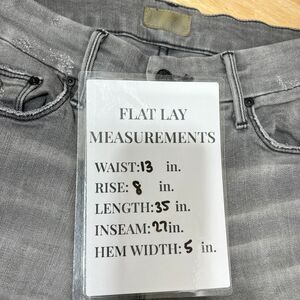 FLAT LAY
MEASUREMENTS
WAIST:13 in.
RISE: 8 in.
LENGTH:35 in.
INSEAM:27in.
HEM WIDTH:5 in.